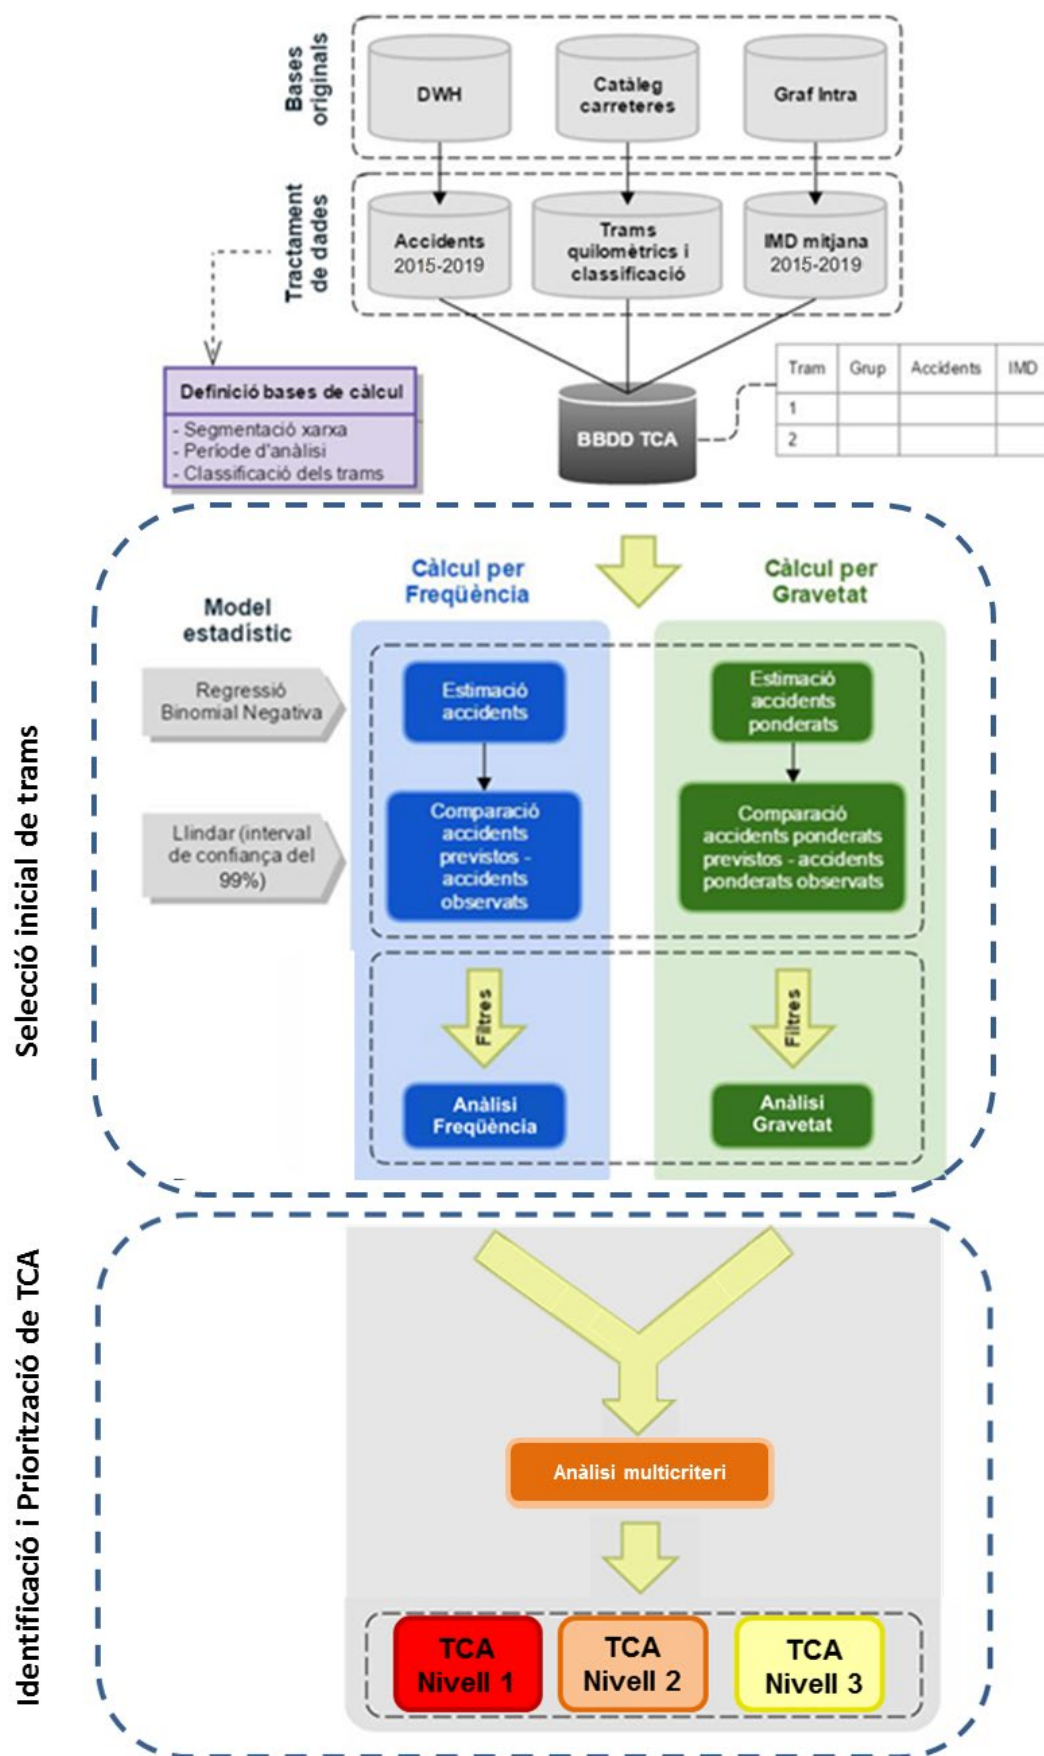 Bases
originals
DWH
Catàleg
carreteres
Graf Intra
Tractament
de dades
Accidents
2015-2019
Trams
quilomètrics i
classificació
IMD mitjana
2015-2019
Definició bases de càlcul
- Segmentació xarxa
- Període d'anàlisi
- Classificació dels trams
BBDD TCA
Tram Grup Accidents IMD
1
2
Selecció inicial de trams
Model
estadístic
Càlcul per
Freqüència
Càlcul per
Gravetat
Regressió
Binomial Negativa
Estimació
accidents
Estimació
accidents
ponderats
Llindar (interval
de confiança del
99%)
Comparació
accidents
previstos -
accidents
observats
Comparació
accidents ponderats
previstos - accidents
ponderats observats
Filtres
Filtres
Anàlisi
Freqüència
Anàlisi
Gravetat
Identificació i Priorització de TCA
Anàlisi multicriteri
TCA
Nivell 1
TCA
Nivell 2
TCA
Nivell 3